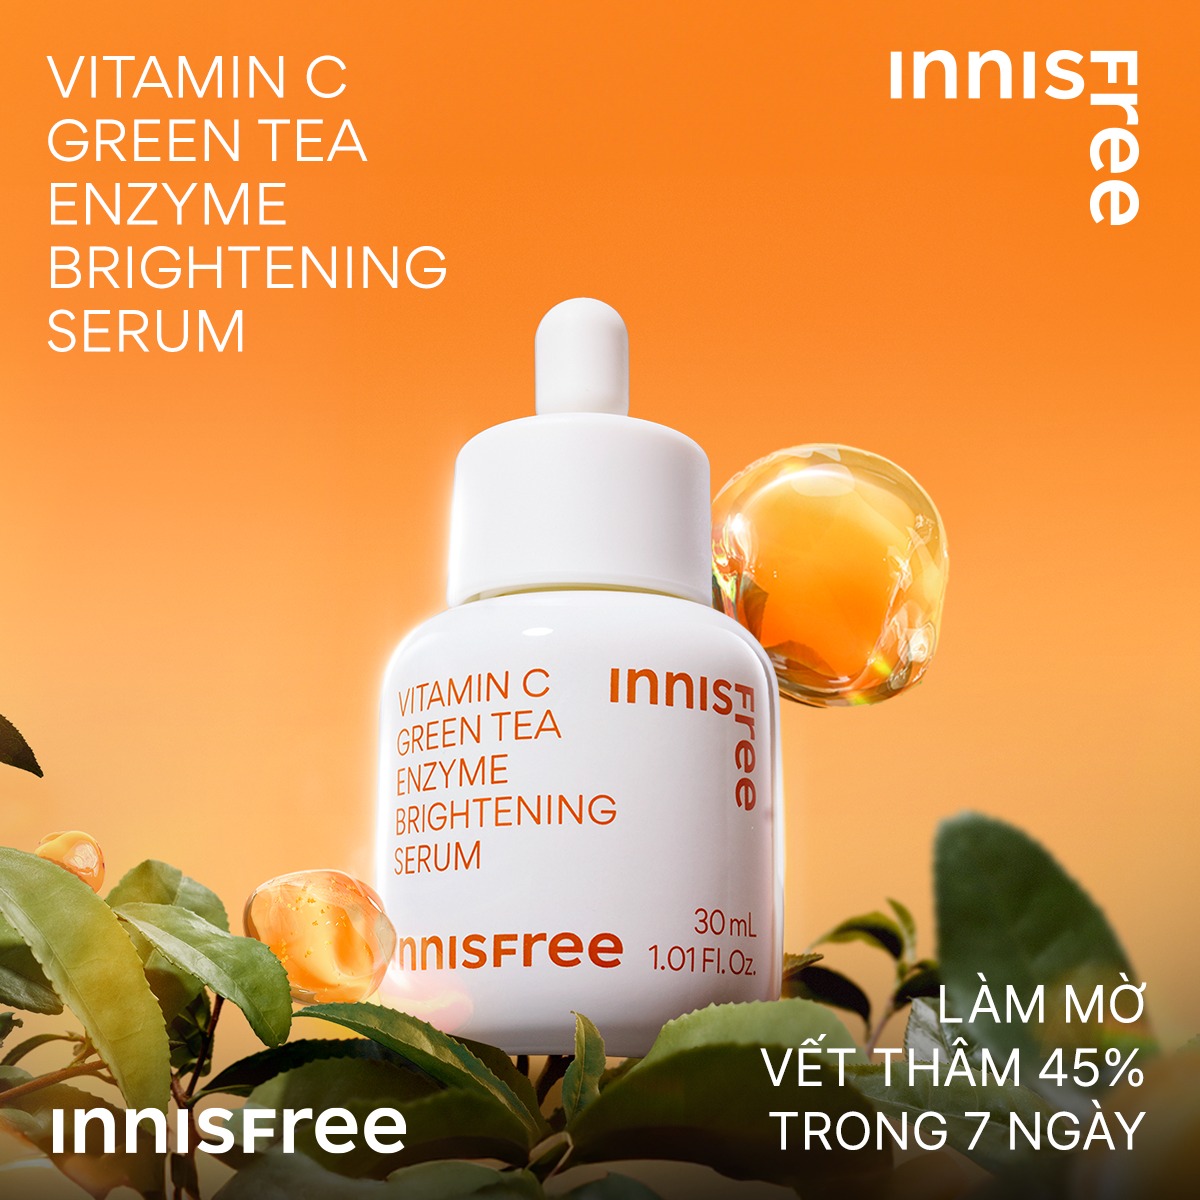 VITAMIN C
GREEN TEA
ENZYME
BRIGHTENING
SERUM
INNISFree
VITAMIN C
GREEN TEA
ENZYME
BRIGHTENING
SERUM
INNISFree
30 mL
1.01 Fl. Oz.
INNISFree
LÀM MỜ
VẾT THÂM 45%
TRONG 7 NGÀY
INNISFree